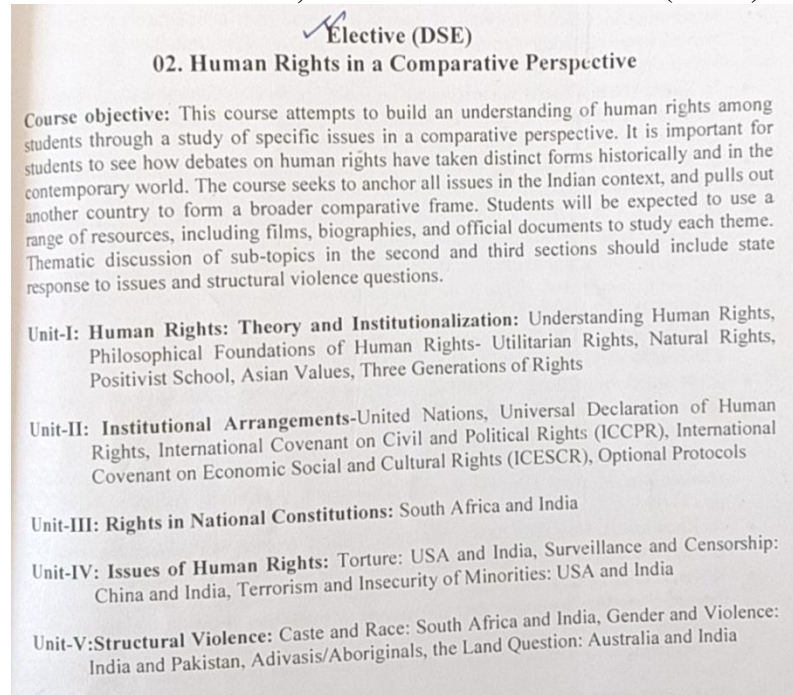 Elective (DSE)
02. Human Rights in a Comparative Perspective
Course objective: This course attempts to build an understanding of human rights among
students through a study of specific issues in a comparative perspective. It is important for
students to see how debates on human rights have taken distinct forms historically and in the
contemporary world. The course seeks to anchor all issues in the Indian context, and pulls out
another country to form a broader comparative frame. Students will be expected to use a
range of resources, including films, biographies, and official documents to study each theme.
Thematic discussion of sub-topics in the second and third sections should include state
response to issues and structural violence questions.
Unit-I: Human Rights: Theory and Institutionalization: Understanding Human Rights,
Philosophical Foundations of Human Rights- Utilitarian Rights, Natural Rights,
Positivist School, Asian Values, Three Generations of Rights
Unit-II: Institutional Arrangements-United Nations, Universal Declaration of Human
Rights, International Covenant on Civil and Political Rights (ICCPR), International
Covenant on Economic Social and Cultural Rights (ICESCR), Optional Protocols
Unit-III: Rights in National Constitutions: South Africa and India
Unit-IV: Issues of Human Rights: Torture: USA and India, Surveillance and Censorship:
China and India, Terrorism and Insecurity of Minorities: USA and India
Unit-V:Structural Violence: Caste and Race: South Africa and India, Gender and Violence:
India and Pakistan, Adivasis/Aboriginals, the Land Question: Australia and India